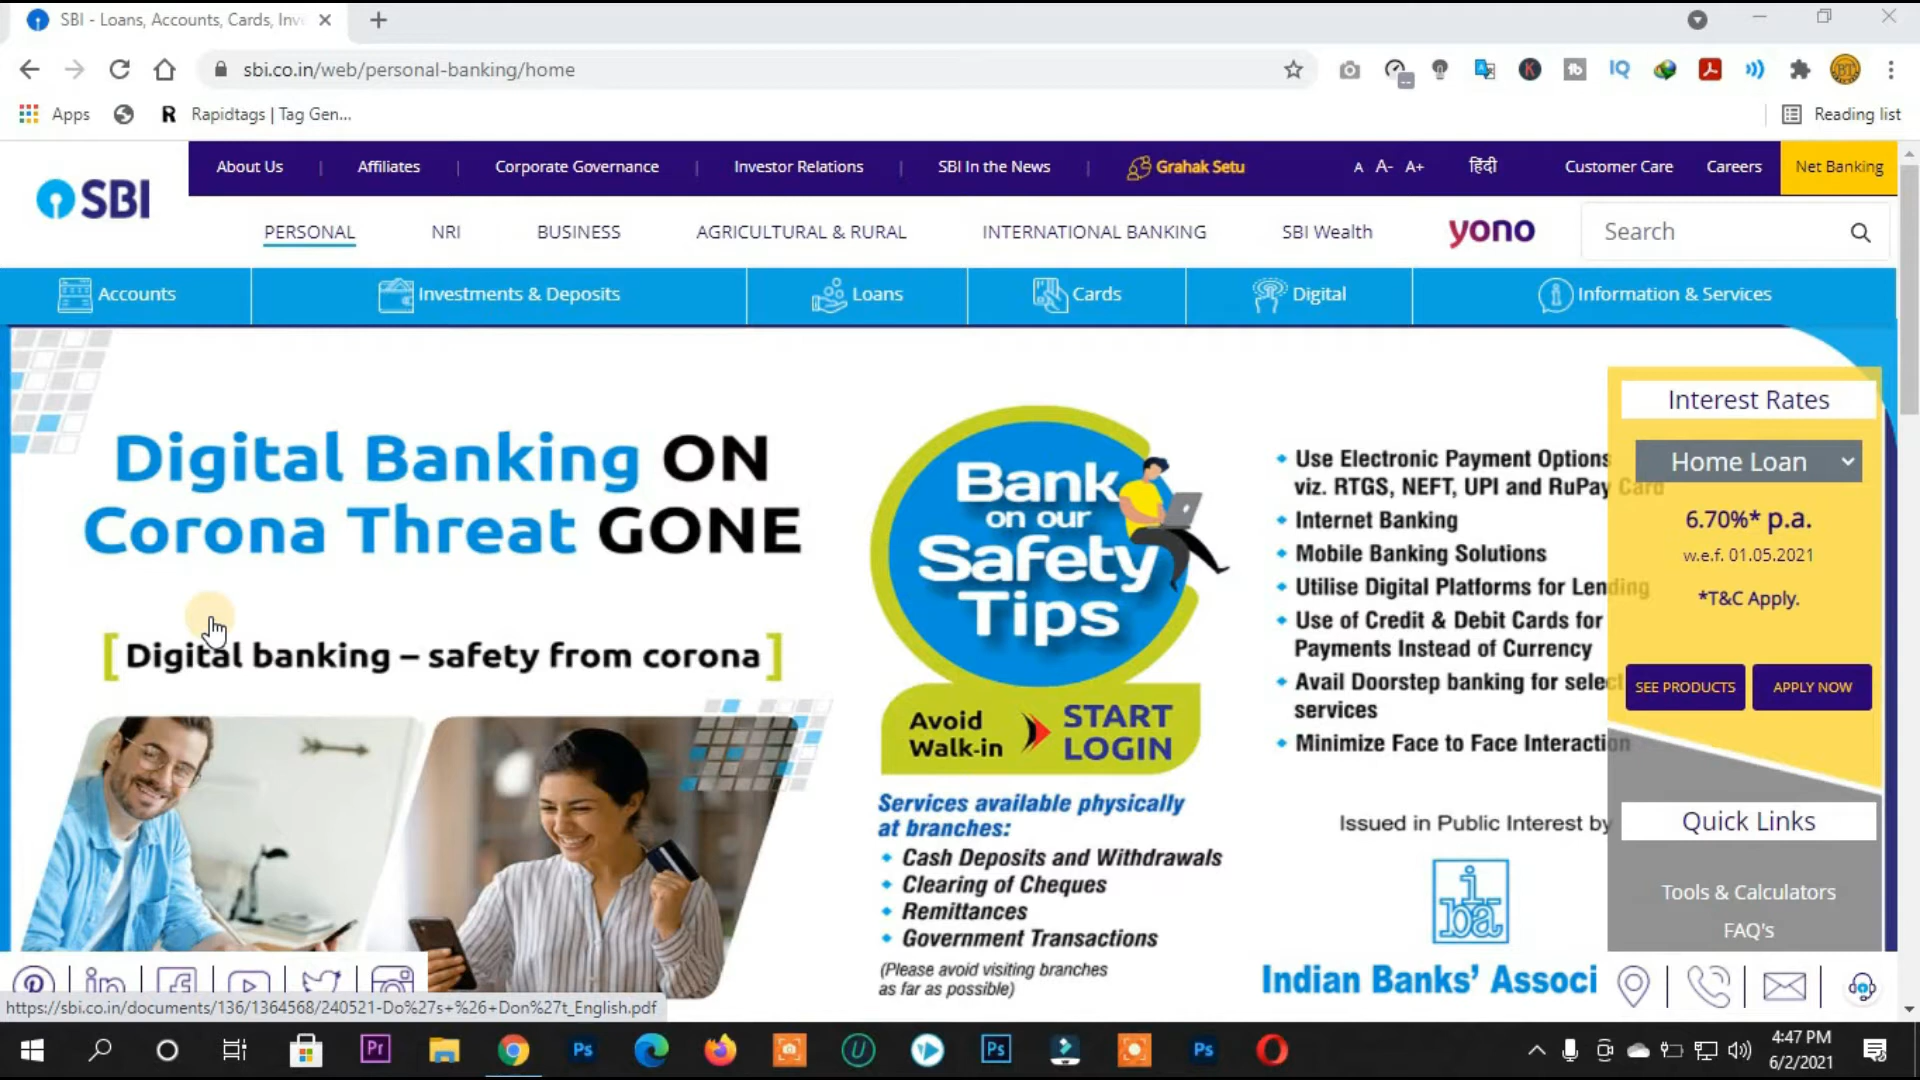 SBI - Loans, Accounts, Cards, Inv
sbi.co.in/web/personal-banking/home
Apps
Rapidtags | Tag Gen...
Reading list
About Us
Affiliates
Corporate Governance
Investor Relations
SBI In the News
Grahak Setu
A A- A+
हिंदी
Customer Care
Careers
Net Banking
SBI
PERSONAL
NRI
BUSINESS
AGRICULTURAL & RURAL
INTERNATIONAL BANKING
SBI Wealth
yono
Search
Accounts
Investments & Deposits
Loans
Cards
Digital
Information & Services
Digital Banking ON
Corona Threat GONE
[Digital banking – safety from corona]
Bank
on our
Safety
Tips
Avoid
Walk-in
START
LOGIN
Services available physically
at branches:
Cash Deposits and Withdrawals
Clearing of Cheques
Remittances
Government Transactions
(Please avoid visiting branches
as far as possible)
Use Electronic Payment Options
viz. RTGS, NEFT, UPI and RuPay Card
Internet Banking
Mobile Banking Solutions
Utilise Digital Platforms for Lending
Use of Credit & Debit Cards for
Payments Instead of Currency
Avail Doorstep banking for select
services
Minimize Face to Face Interaction
Issued in Public Interest by
iba
Indian Banks' Associ
Interest Rates
Home Loan
6.70%* p.a.
w.e.f. 01.05.2021
*T&C Apply.
SEE PRODUCTS
APPLY NOW
Quick Links
Tools & Calculators
FAQ's
https://sbi.co.in/documents/136/1364568/240521-Do%27s+%26+Don%27t_English.pdf
Pr
Ps
Ps
Ps
4:47 PM
6/2/2021